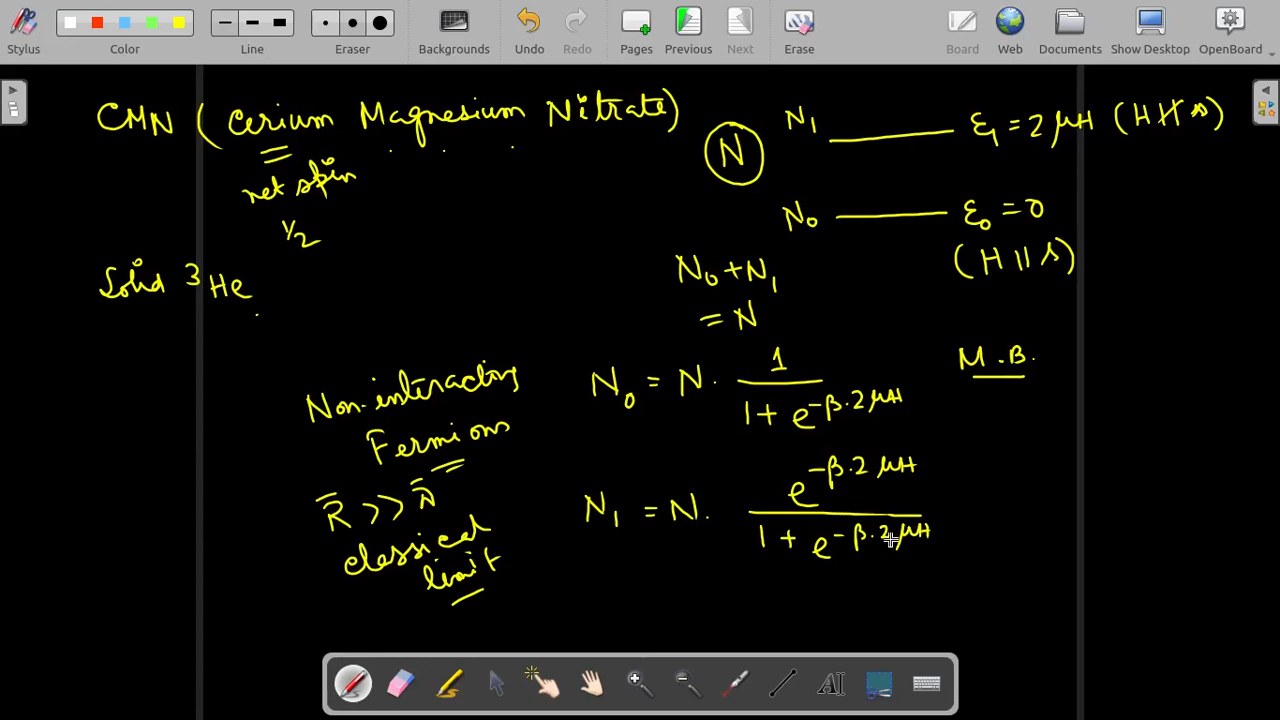 Stylus
Color
Line
Eraser
Backgrounds
Undo
Redo
Pages
Previous
Next
Erase
Board
Web
Documents
Show Desktop
OpenBoard
CMN ( Cerium Magnesium Nitrate)
net spin
1/2
Solid ³He
N
N₁ ε₁ = 2 μH (H ∦ s)
N₀ ε₀ = 0
(H || s)
N₀ + N₁
= N
M.B.
N₀ = N. 1 / (1 + e^(-β.2μH))
Non-interacting
Fermions
N₁ = N. e^(-β.2μH) / (1 + e^(-β.2μH))
classical
limit